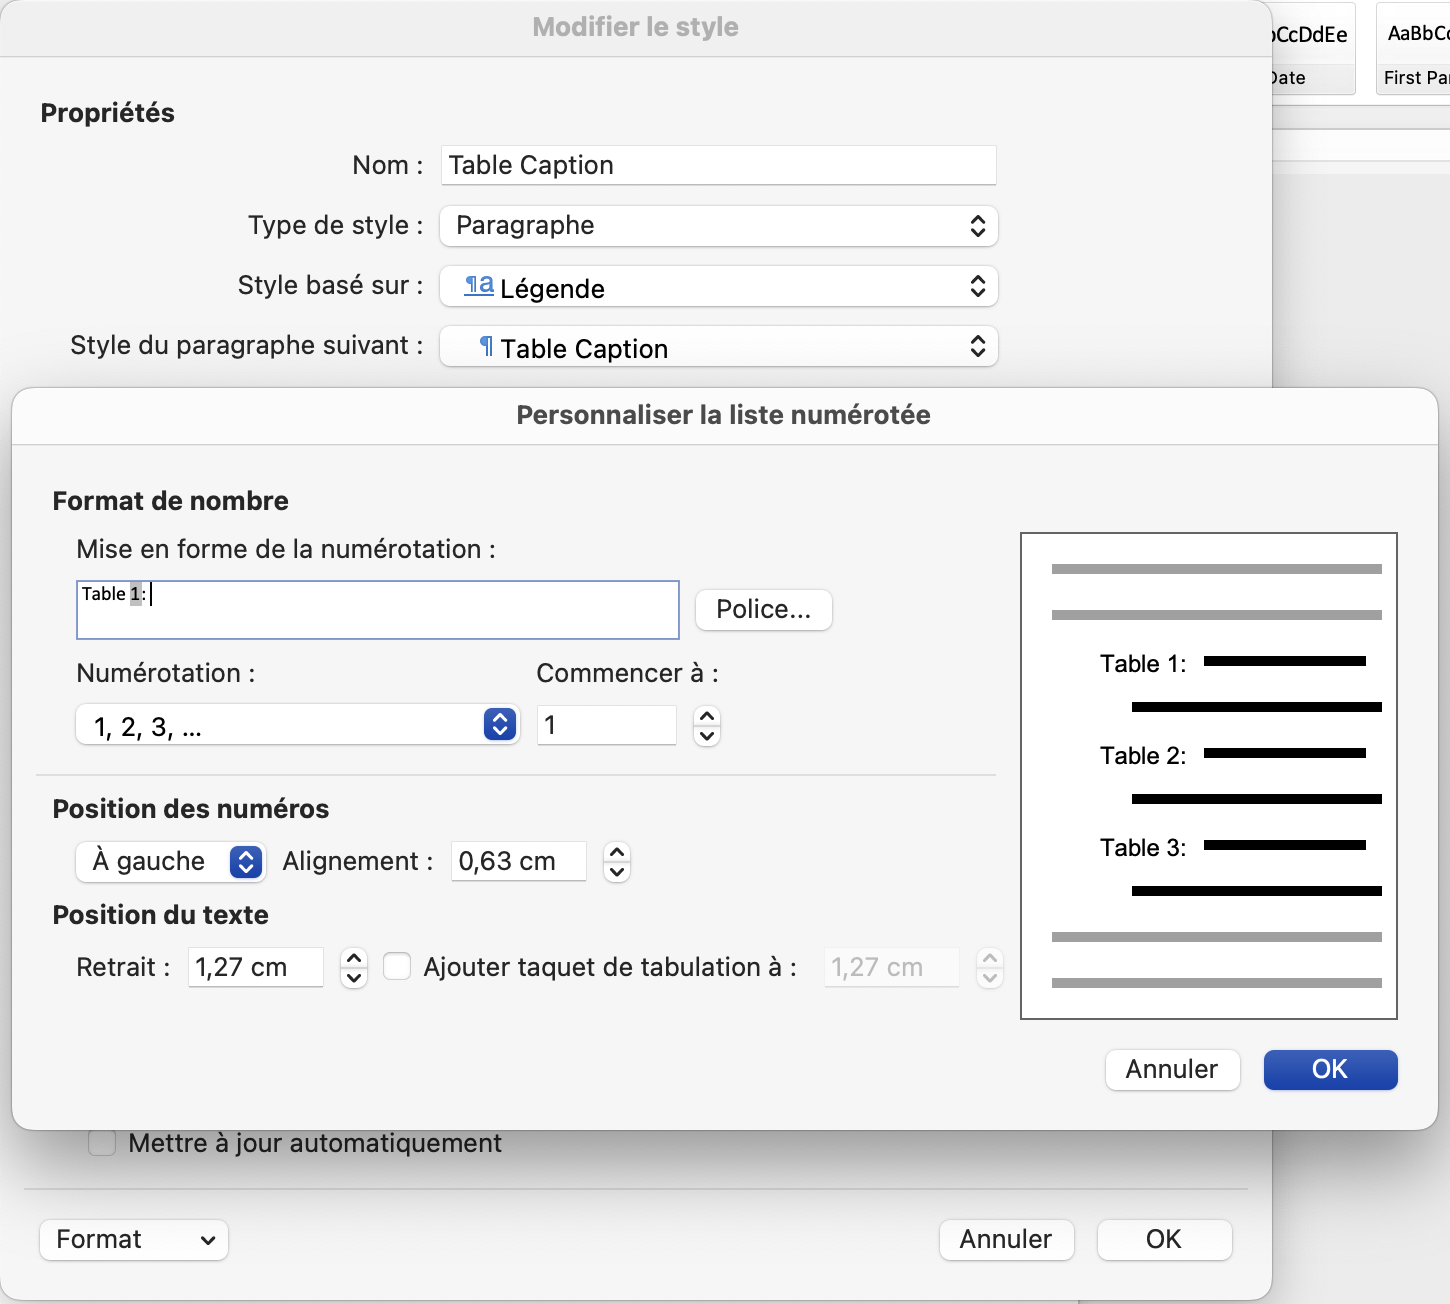 Modifier le style
CcDdEe
AaBbCc
Date
First Pa
Propriétés
Nom : Table Caption
Type de style : Paragraphe
Style basé sur : ¶a Légende
Style du paragraphe suivant : ¶ Table Caption
Personnaliser la liste numérotée
Format de nombre
Mise en forme de la numérotation :
Table 1:
Police...
Numérotation : Commencer à :
1, 2, 3, ... 1
Position des numéros
À gauche Alignement : 0,63 cm
Position du texte
Retrait : 1,27 cm Ajouter taquet de tabulation à : 1,27 cm
Table 1:
Table 2:
Table 3:
Annuler OK
Mettre à jour automatiquement
Format Annuler OK